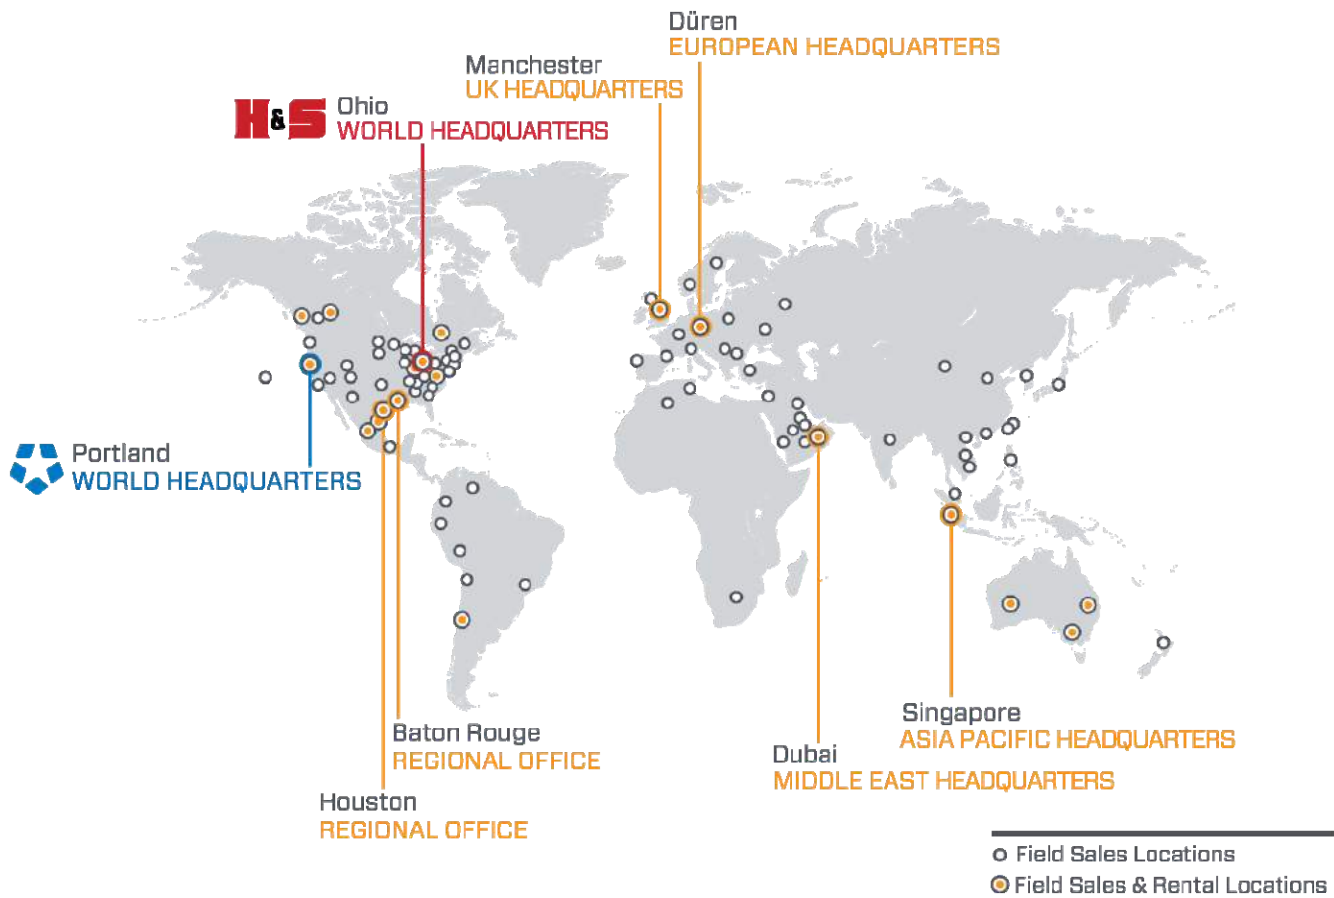 Düren
EUROPEAN HEADQUARTERS
Manchester
UK HEADQUARTERS
H&S
Ohio
WORLD HEADQUARTERS
Portland
WORLD HEADQUARTERS
Baton Rouge
REGIONAL OFFICE
Houston
REGIONAL OFFICE
Singapore
ASIA PACIFIC HEADQUARTERS
Dubai
MIDDLE EAST HEADQUARTERS
Field Sales Locations
Field Sales & Rental Locations